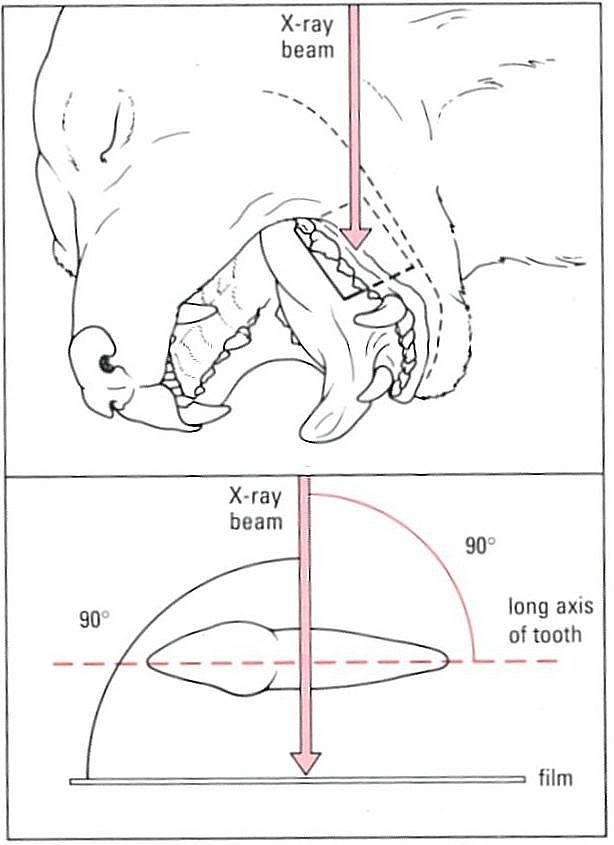 X-ray
beam
X-ray
beam
90°
90°
long axis
of tooth
film